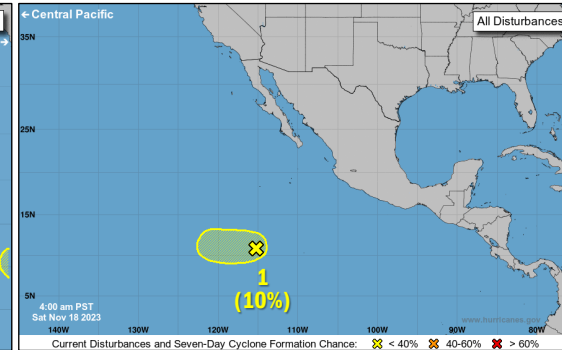 ← Central Pacific
All Disturbances
35N
25N
15N
5N
1
(10%)
4:00 am PST
Sat Nov 18 2023
www.hurricanes.gov
140W 130W 120W 110W 100W 90W 80W
Current Disturbances and Seven-Day Cyclone Formation Chance: < 40% 40-60% > 60%